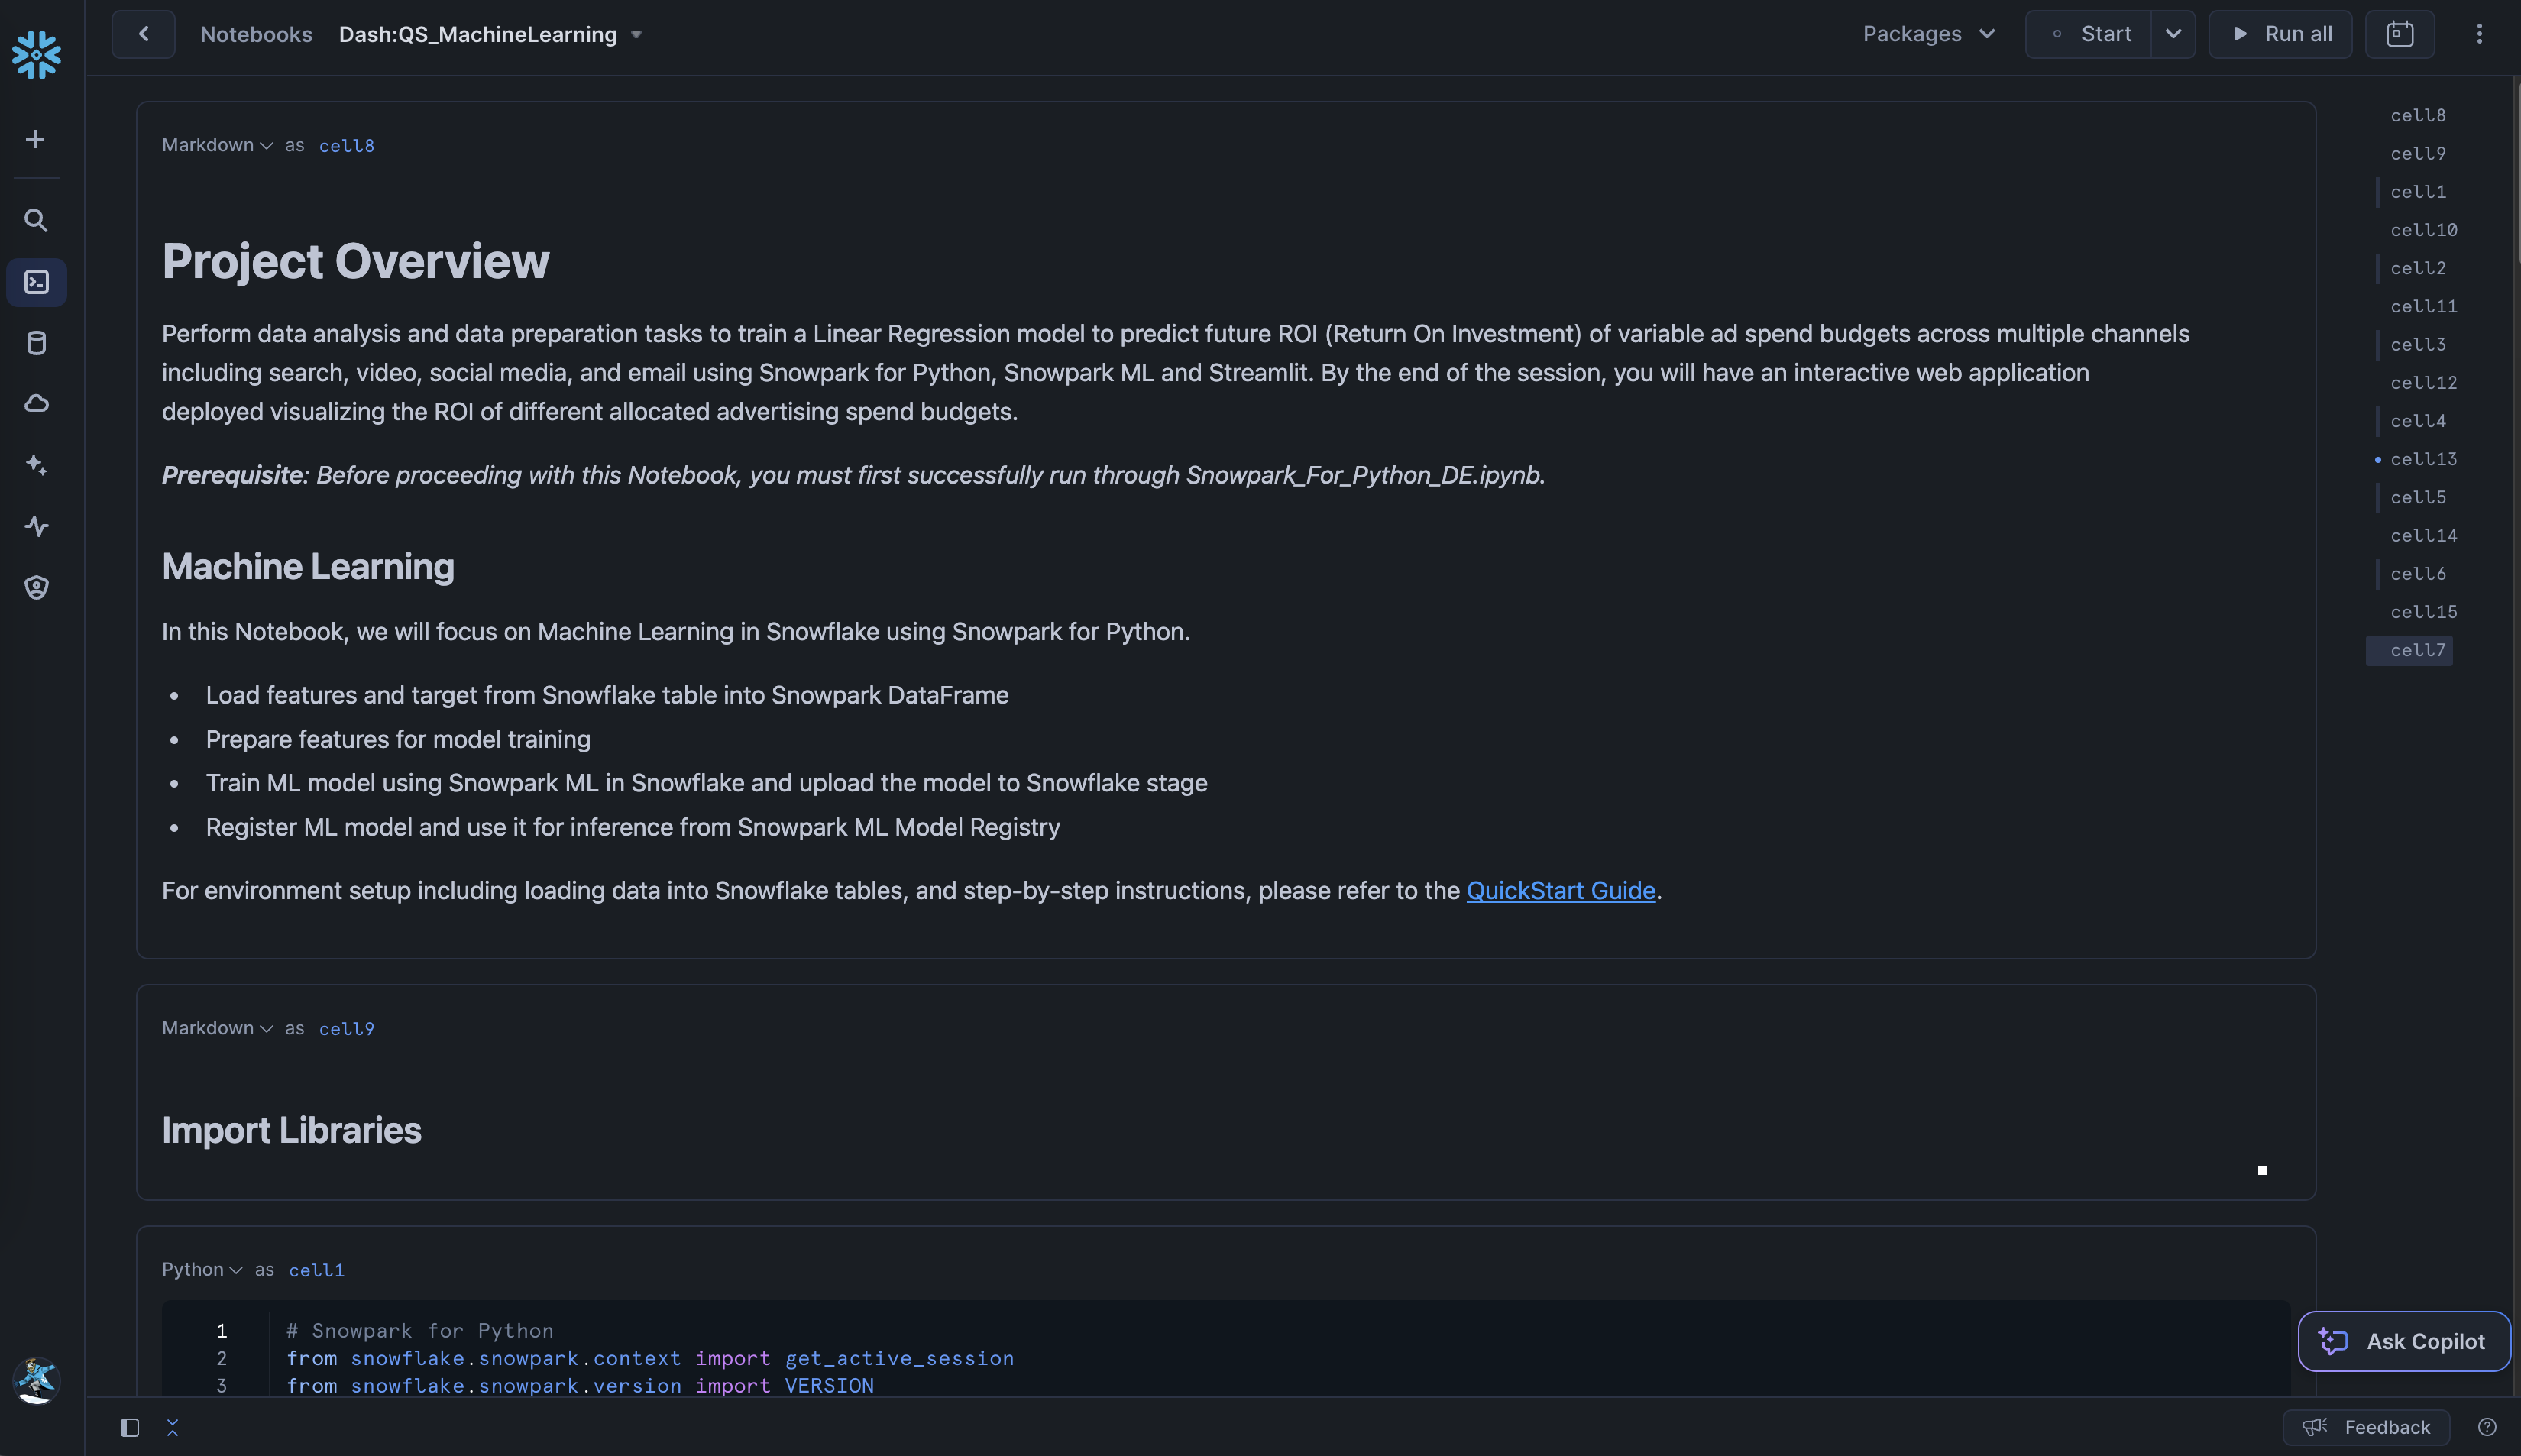 Notebooks Dash:QS_MachineLearning
Packages
Start
Run all
Markdown as cell8
Project Overview
Perform data analysis and data preparation tasks to train a Linear Regression model to predict future ROI (Return On Investment) of variable ad spend budgets across multiple channels
including search, video, social media, and email using Snowpark for Python, Snowpark ML and Streamlit. By the end of the session, you will have an interactive web application
deployed visualizing the ROI of different allocated advertising spend budgets.
Prerequisite: Before proceeding with this Notebook, you must first successfully run through Snowpark_For_Python_DE.ipynb.
Machine Learning
In this Notebook, we will focus on Machine Learning in Snowflake using Snowpark for Python.
• Load features and target from Snowflake table into Snowpark DataFrame
• Prepare features for model training
• Train ML model using Snowpark ML in Snowflake and upload the model to Snowflake stage
• Register ML model and use it for inference from Snowpark ML Model Registry
For environment setup including loading data into Snowflake tables, and step-by-step instructions, please refer to the QuickStart Guide.
Markdown as cell9
Import Libraries
Python as cell1
1 # Snowpark for Python
2 from snowflake.snowpark.context import get_active_session
3 from snowflake.snowpark.version import VERSION
cell8
cell9
cell1
cell10
cell2
cell11
cell3
cell12
cell4
cell13
cell5
cell14
cell6
cell15
cell7
Ask Copilot
Feedback